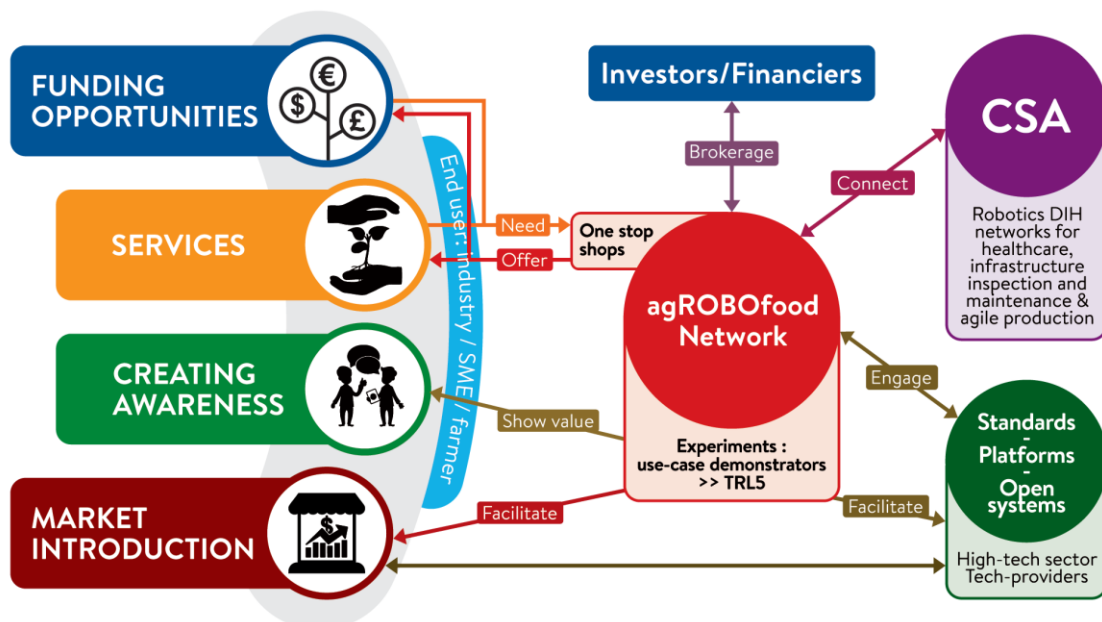 FUNDING
OPPORTUNITIES
€
$
£
SERVICES
CREATING
AWARENESS
MARKET
INTRODUCTION
$
End user: industry / SME / farmer
Need
Offer
Show value
Facilitate
One stop
shops
Investors/Financiers
Brokerage
agROBOfood
Network
Experiments :
use-case demonstrators
>> TRL5
Connect
Engage
Facilitate
CSA
Robotics DIH
networks for
healthcare,
infrastructure
inspection and
maintenance &
agile production
Standards
-
Platforms
-
Open
systems
High-tech sector
Tech-providers